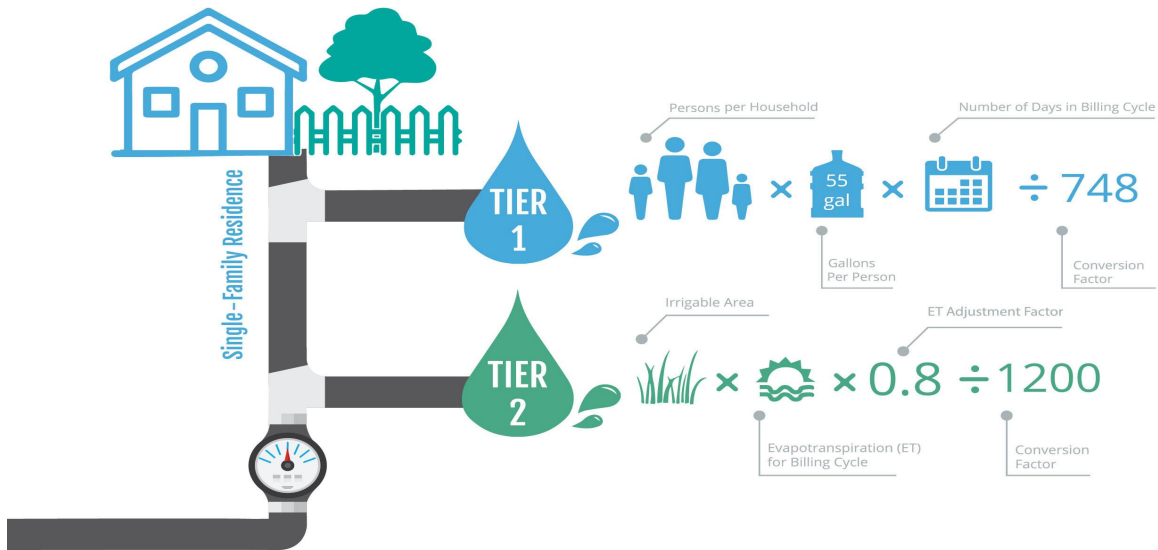 Single-Family Residence
TIER
1
Persons per Household
Number of Days in Billing Cycle
×
55
gal
×
÷ 748
Gallons
Per Person
Conversion
Factor
TIER
2
Irrigable Area
ET Adjustment Factor
× × 0.8 ÷ 1200
Evapotranspiration (ET)
for Billing Cycle
Conversion
Factor